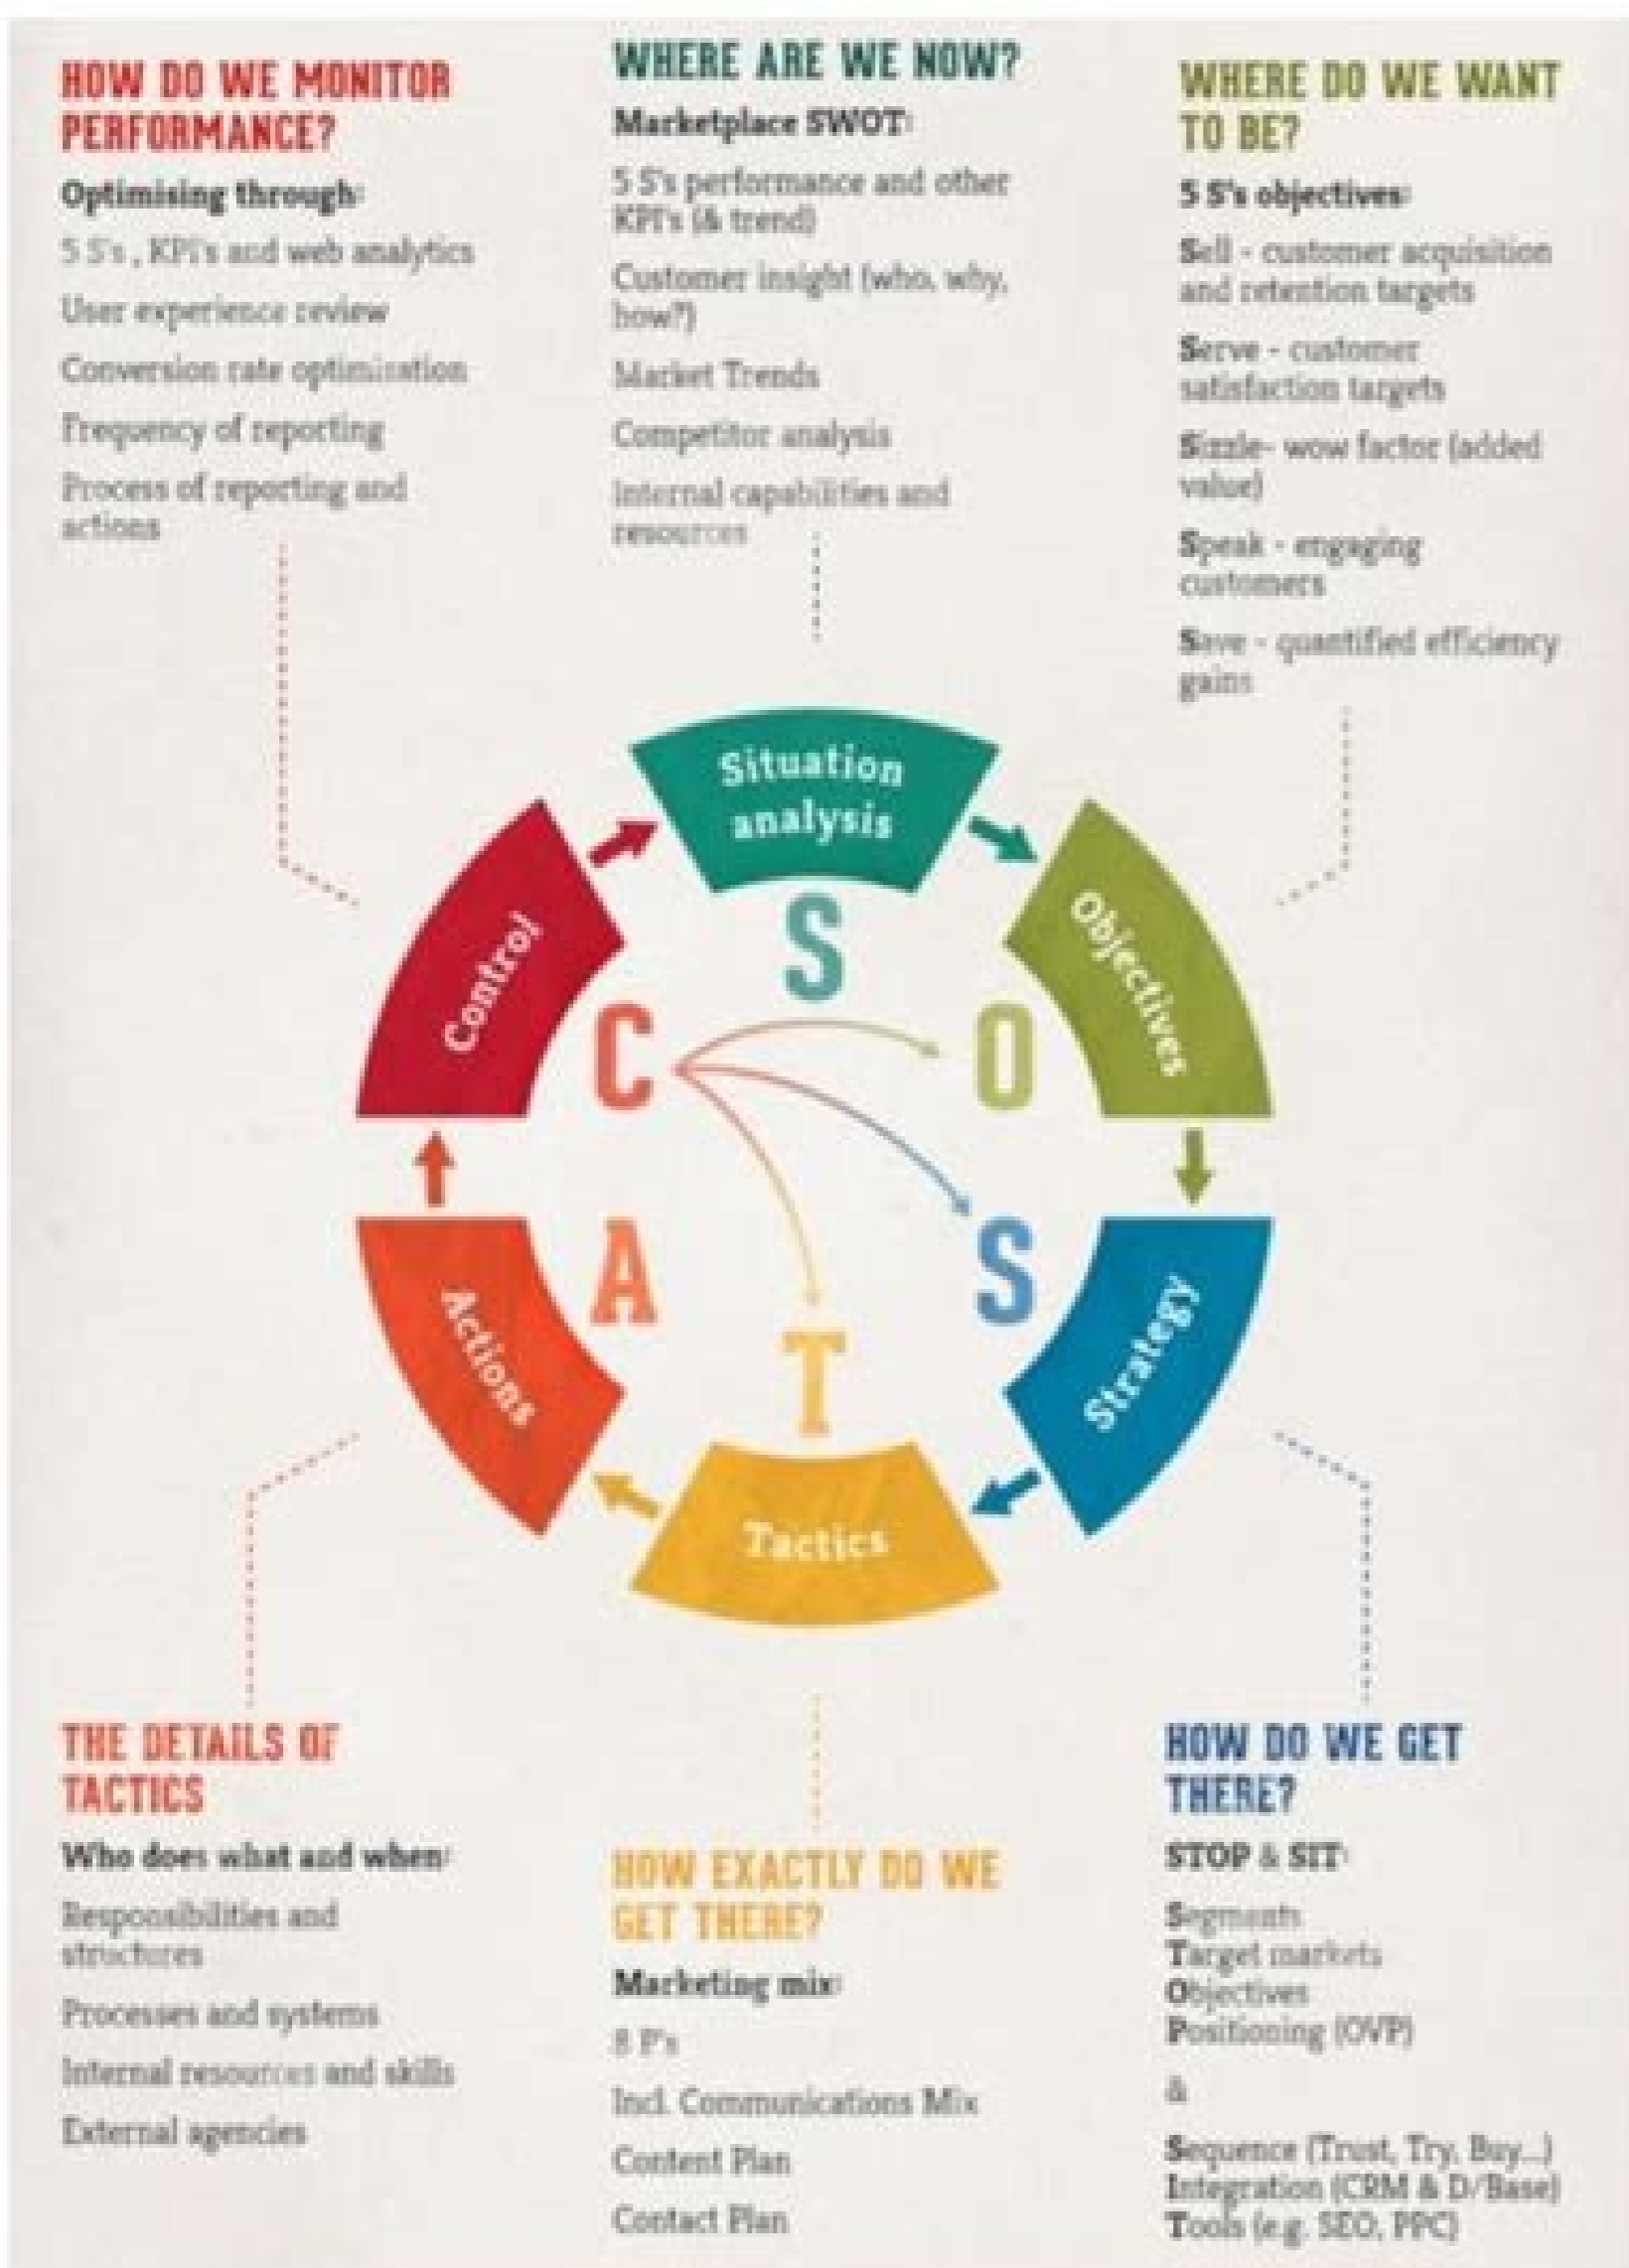 HOW DO WE MONITOR
PERFORMANCE?
Optimising through:
5 S's , KPI's and web analytics
User experience review
Conversion rate optimisation
Frequency of reporting
Process of reporting and
actions
WHERE ARE WE NOW?
Marketplace SWOT:
5 S's performance and other
KPI's (& trend)
Customer insight (who, why,
how?)
Market Trends
Competitor analysis
Internal capabilities and
resources
WHERE DO WE WANT
TO BE?
5 S's objectives:
Sell - customer acquisition
and retention targets
Serve - customer
satisfaction targets
Sizzle- wow factor (added
value)
Speak - engaging
customers
Save - quantified efficiency
gains
Situation
analysis
Objectives
Strategy
Tactics
Actions
Control
S
O
S
T
A
C
THE DETAILS OF
TACTICS
Who does what and when:
Responsibilities and
structures
Processes and systems
Internal resources and skills
External agencies
HOW EXACTLY DO WE
GET THERE?
Marketing mix:
8 P's
Incl. Communications Mix
Content Plan
Contact Plan
HOW DO WE GET
THERE?
STOP & SIT:
Segments
Target markets
Objectives
Positioning (OVP)
&
Sequence (Trust, Try, Buy...)
Integration (CRM & D/Base)
Tools (e.g. SEO, PPC)